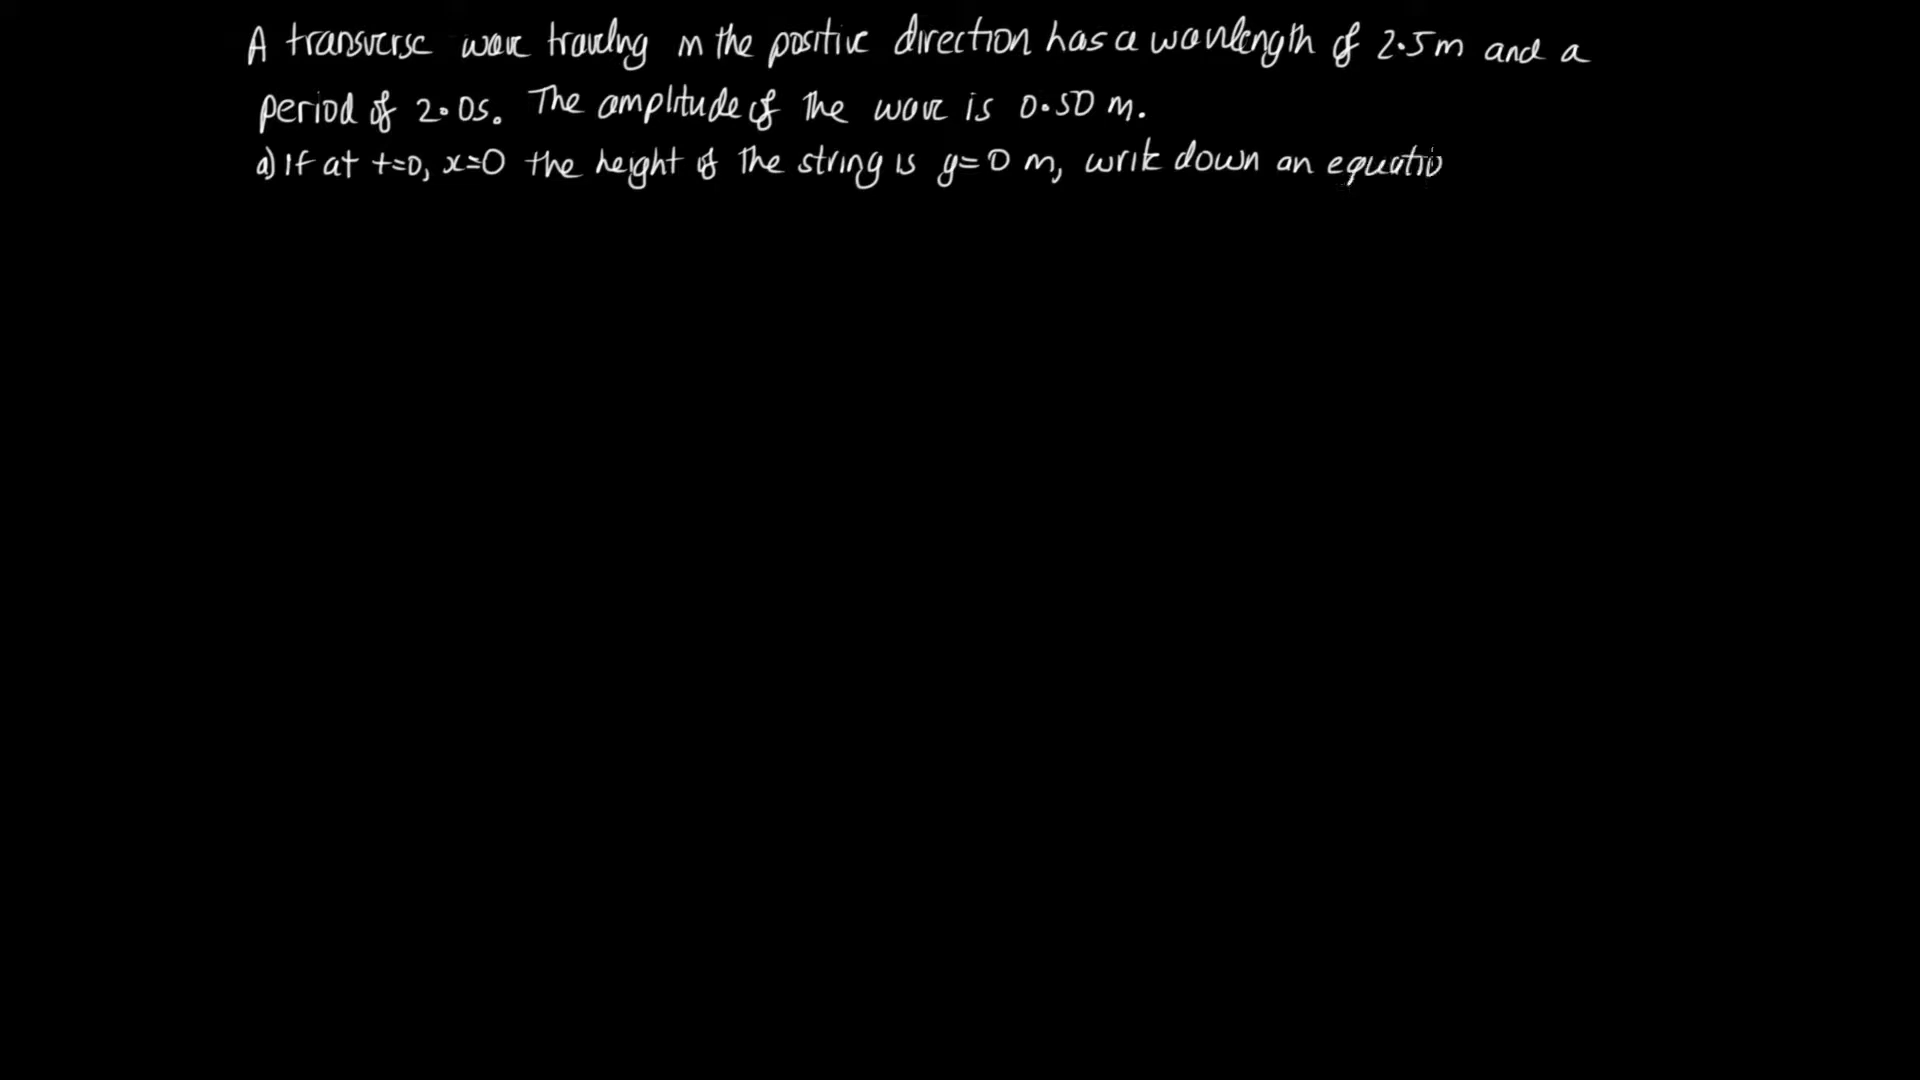 A transverse wave traveling in the positive direction has a wavelength of 2.5m and a
period of 2.0s. The amplitude of the wave is 0.50 m.
a) If at t=0, x=0 the height of the string is y=0 m, write down an equatio